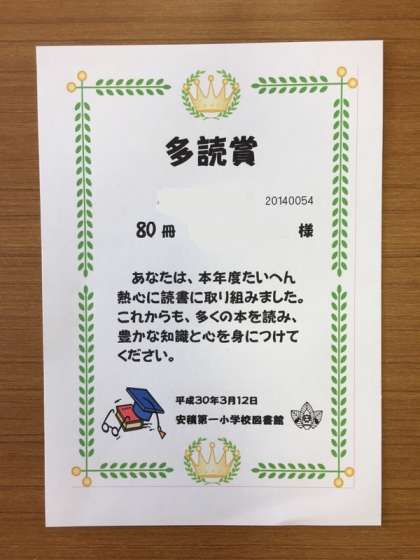 多読賞
20140054
80冊 様
あなたは、本年度たいへん
熱心に読書に取り組みました。
これからも、多くの本を読み、
豊かな知識と心を身につけて
ください。
平成30年3月12日
安積第一小学校図書館